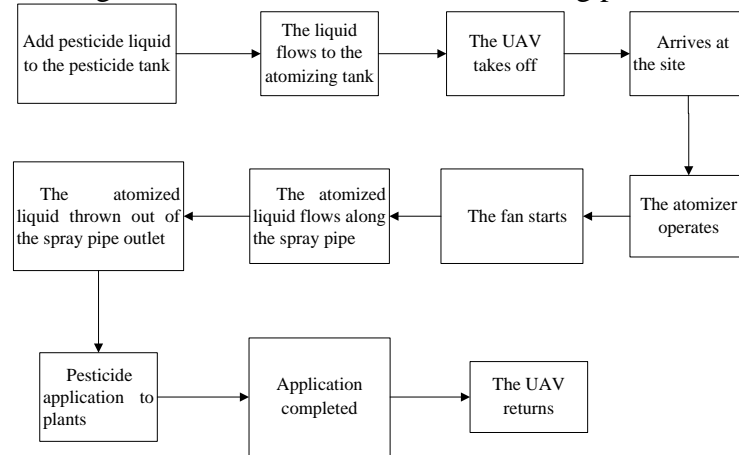 Add pesticide liquid
to the pesticide tank
The liquid
flows to the
atomizing tank
The UAV
takes off
Arrives at
the site
The atomizer
operates
The fan starts
The atomized
liquid flows along
the spray pipe
The atomized
liquid thrown out of
the spray pipe outlet
Pesticide
application to
plants
Application
completed
The UAV
returns